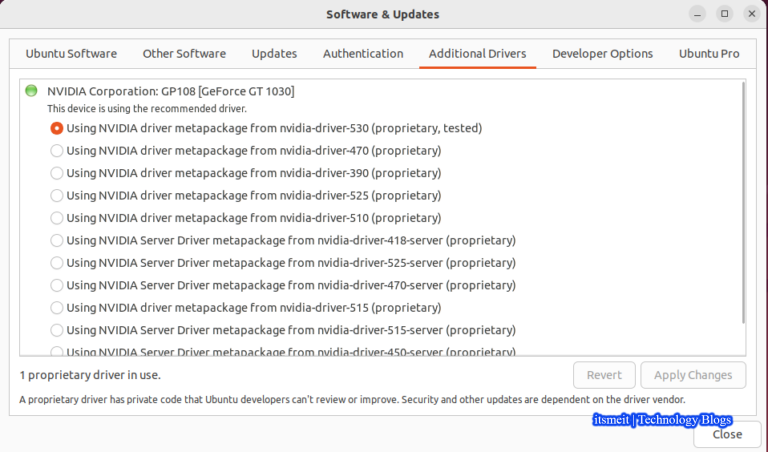 Software & Updates
Ubuntu Software Other Software Updates Authentication Additional Drivers Developer Options Ubuntu Pro
NVIDIA Corporation: GP108 [GeForce GT 1030]
This device is using the recommended driver.
Using NVIDIA driver metapackage from nvidia-driver-530 (proprietary, tested)
Using NVIDIA driver metapackage from nvidia-driver-470 (proprietary)
Using NVIDIA driver metapackage from nvidia-driver-390 (proprietary)
Using NVIDIA driver metapackage from nvidia-driver-525 (proprietary)
Using NVIDIA driver metapackage from nvidia-driver-510 (proprietary)
Using NVIDIA Server Driver metapackage from nvidia-driver-418-server (proprietary)
Using NVIDIA Server Driver metapackage from nvidia-driver-525-server (proprietary)
Using NVIDIA Server Driver metapackage from nvidia-driver-470-server (proprietary)
Using NVIDIA driver metapackage from nvidia-driver-515 (proprietary)
Using NVIDIA Server Driver metapackage from nvidia-driver-515-server (proprietary)
Using NVIDIA Server Driver metapackage from nvidia-driver-450-server (proprietary)
1 proprietary driver in use.
Revert Apply Changes
A proprietary driver has private code that Ubuntu developers can't review or improve. Security and other updates are dependent on the driver vendor.
itsmeit | Technology Blogs
Close